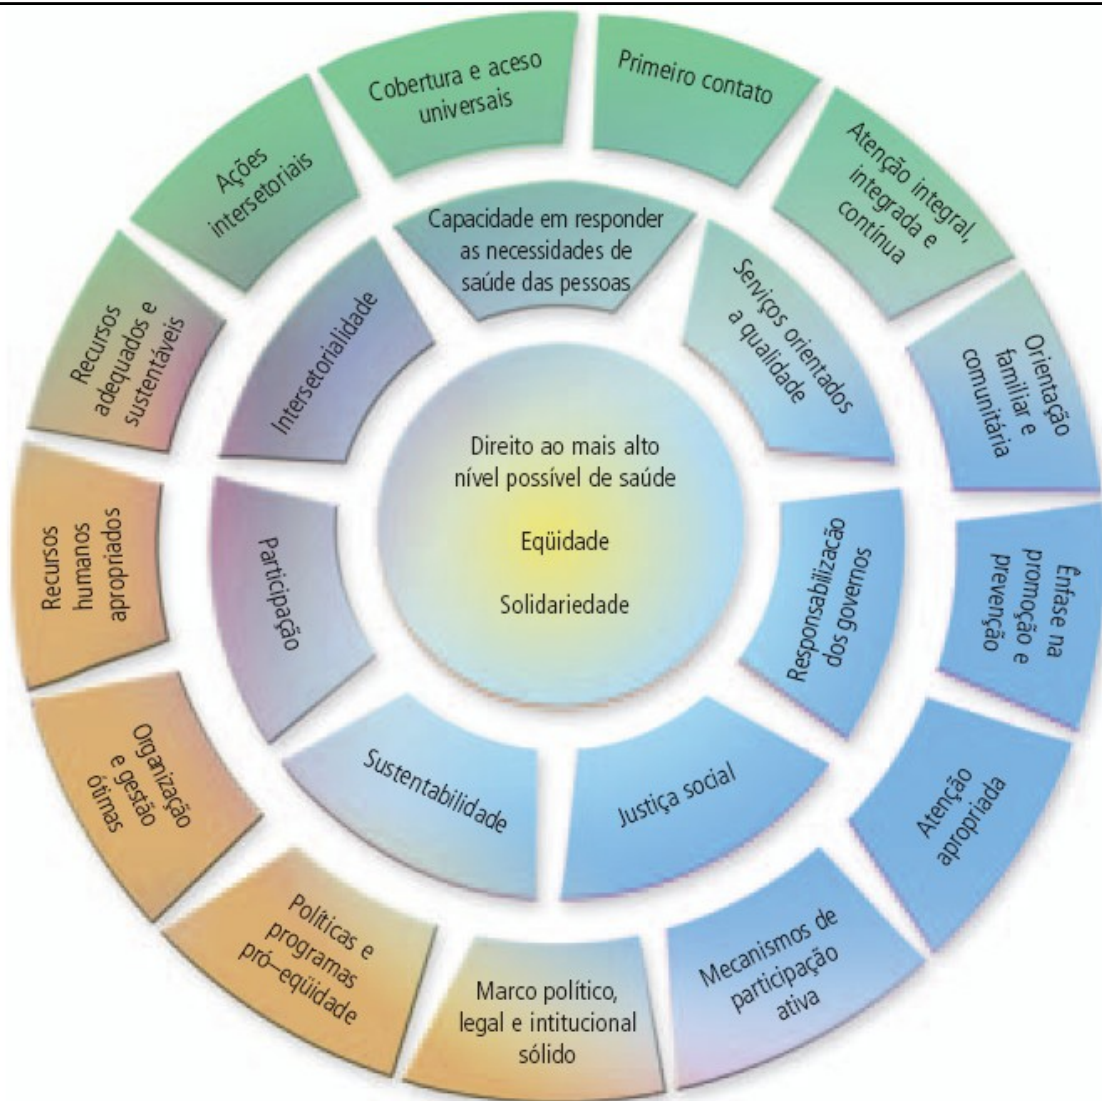 Cobertura e aceso
universais
Primeiro contato
Atenção integral,
integrada e
contínua
Orientação
familiar e
comunitária
Ênfase na
promoção e
prevenção
Atenção
apropriada
Mecanismos de
participação
ativa
Marco político,
legal e intitucional
sólido
Políticas e
programas
pró–eqüidade
Organização
e gestão
ótimas
Recursos
humanos
apropriados
Recursos
adequados e
sustentáveis
Ações
intersetoriais
Capacidade em responder
as necessidades de
saúde das pessoas
Serviços orientados
a qualidade
Responsabilização
dos governos
Justiça social
Sustentabilidade
Participação
Intersetorialidade
Direito ao mais alto
nível possível de saúde
Eqüidade
Solidariedade